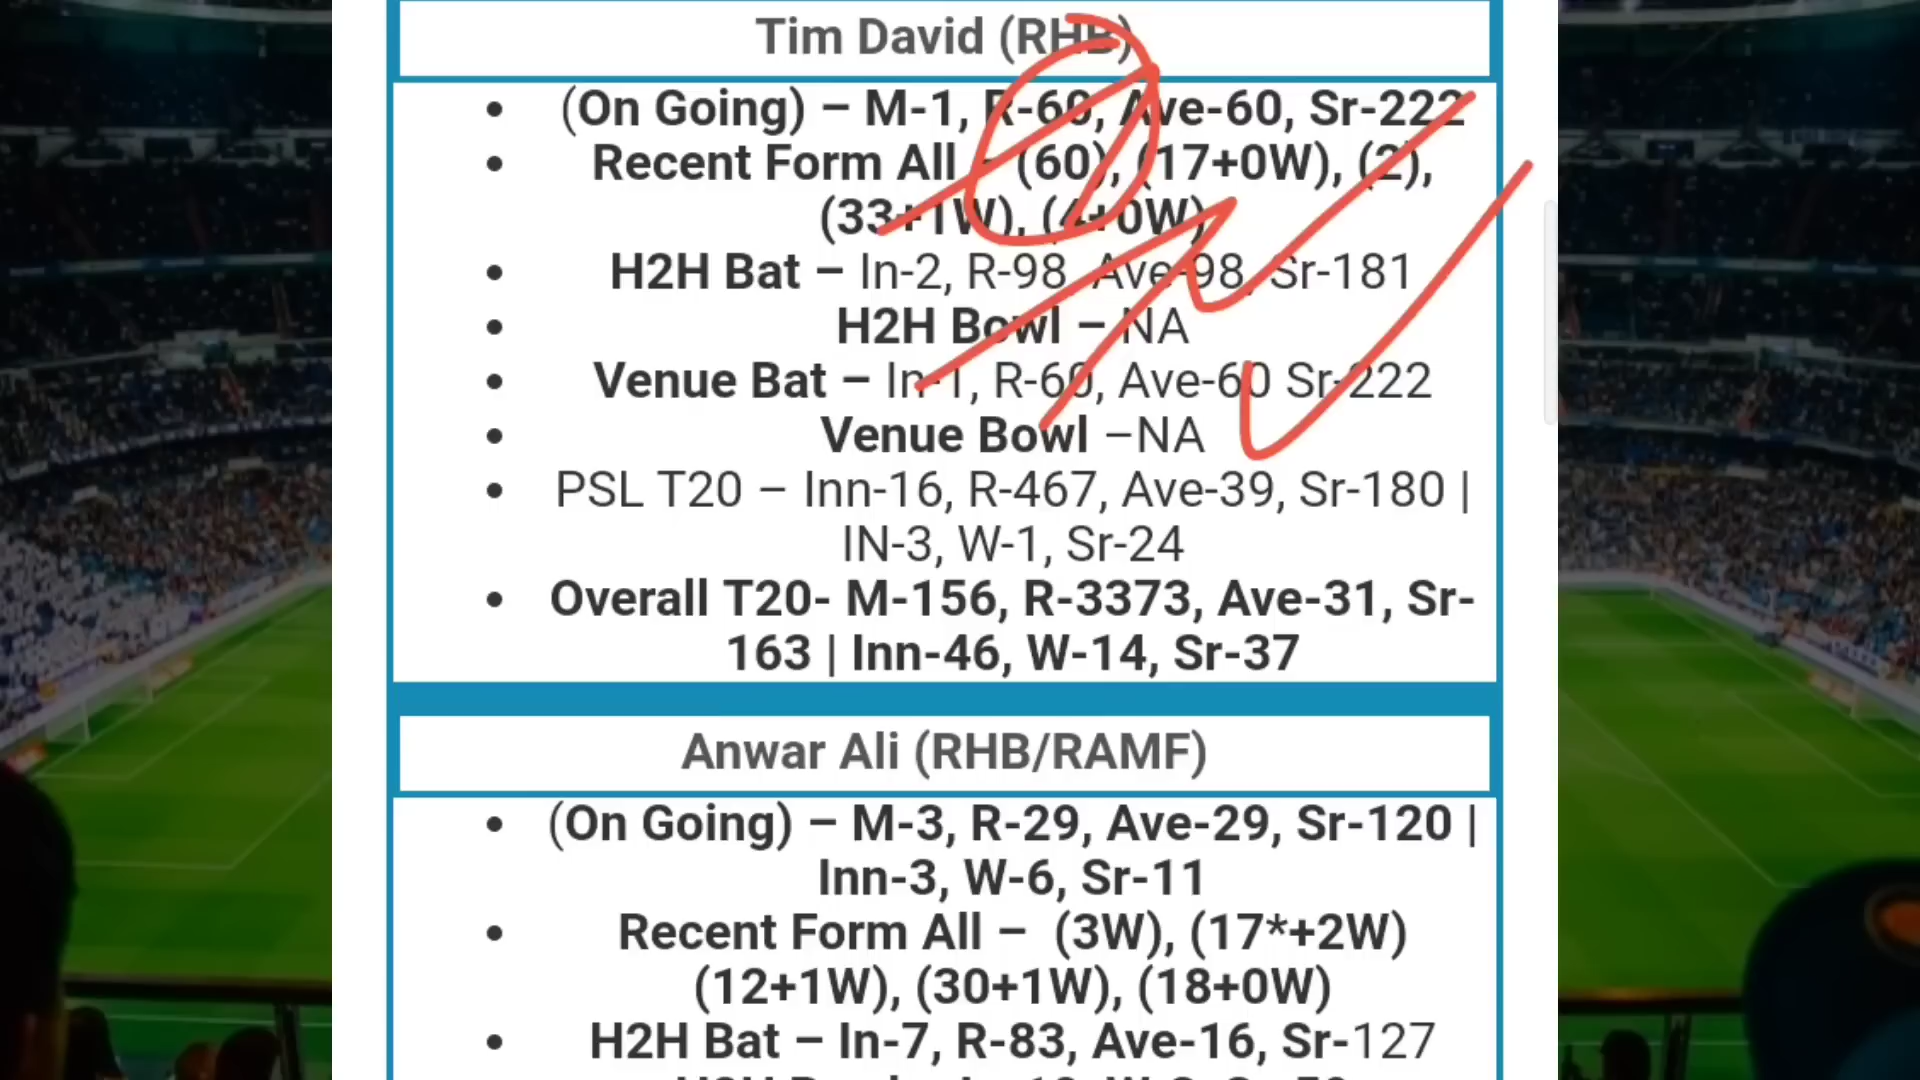 Tim David (RHB)
(On Going) – M-1, R-60, Ave-60, Sr-222
Recent Form All – (60), (17+0W), (2),
(33+1W), (4+0W)
H2H Bat – In-2, R-98, Ave-98, Sr-181
H2H Bowl – NA
Venue Bat – In-1, R-60, Ave-60 Sr-222
Venue Bowl –NA
PSL T20 – Inn-16, R-467, Ave-39, Sr-180 |
IN-3, W-1, Sr-24
Overall T20- M-156, R-3373, Ave-31, Sr-
163 | Inn-46, W-14, Sr-37
Anwar Ali (RHB/RAMF)
(On Going) – M-3, R-29, Ave-29, Sr-120 |
Inn-3, W-6, Sr-11
Recent Form All – (3W), (17*+2W)
(12+1W), (30+1W), (18+0W)
H2H Bat – In-7, R-83, Ave-16, Sr-127